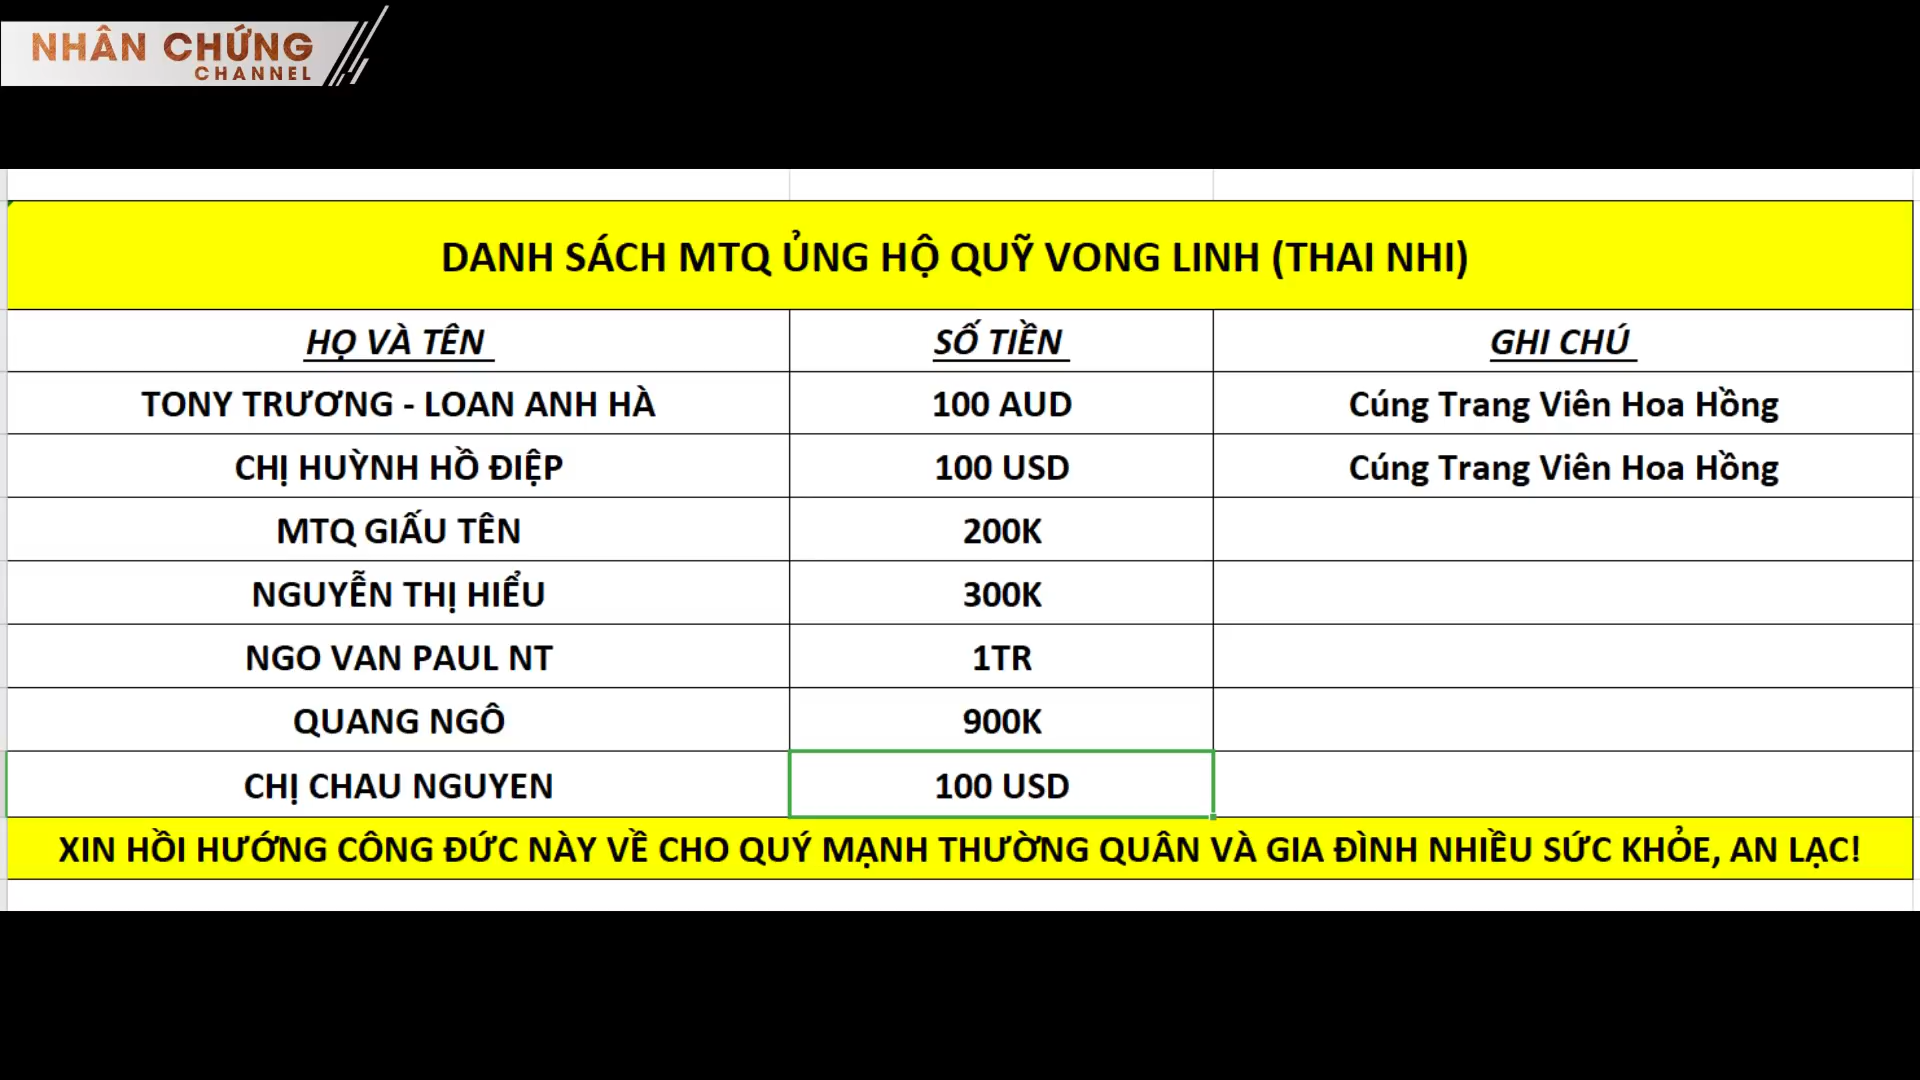 NHÂN CHỨNG
CHANNEL
DANH SÁCH MTQ ỦNG HỘ QUỸ VONG LINH (THAI NHI)
HỌ VÀ TÊN SỐ TIỀN GHI CHÚ
TONY TRƯƠNG - LOAN ANH HÀ 100 AUD Cúng Trang Viên Hoa Hồng
CHỊ HUỲNH HỒ ĐIỆP 100 USD Cúng Trang Viên Hoa Hồng
MTQ GIẤU TÊN 200K
NGUYỄN THỊ HIỂU 300K
NGO VAN PAUL NT 1TR
QUANG NGÔ 900K
CHỊ CHAU NGUYEN 100 USD
XIN HỒI HƯỚNG CÔNG ĐỨC NÀY VỀ CHO QUÝ MẠNH THƯỜNG QUÂN VÀ GIA ĐÌNH NHIỀU SỨC KHỎE, AN LẠC!